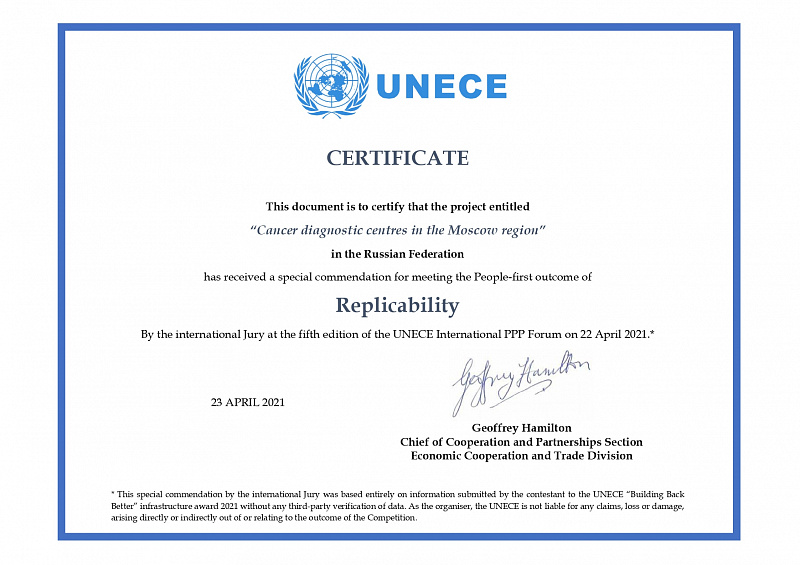 UNECE
CERTIFICATE
This document is to certify that the project entitled
“Cancer diagnostic centres in the Moscow region”
in the Russian Federation
has received a special commendation for meeting the People-first outcome of
Replicability
By the international Jury at the fifth edition of the UNECE International PPP Forum on 22 April 2021.*
Geoffrey Hamilton
23 APRIL 2021
Geoffrey Hamilton
Chief of Cooperation and Partnerships Section
Economic Cooperation and Trade Division
* This special commendation by the international Jury was based entirely on information submitted by the contestant to the UNECE “Building Back
Better” infrastructure award 2021 without any third-party verification of data. As the organiser, the UNECE is not liable for any claims, loss or damage,
arising directly or indirectly out of or relating to the outcome of the Competition.